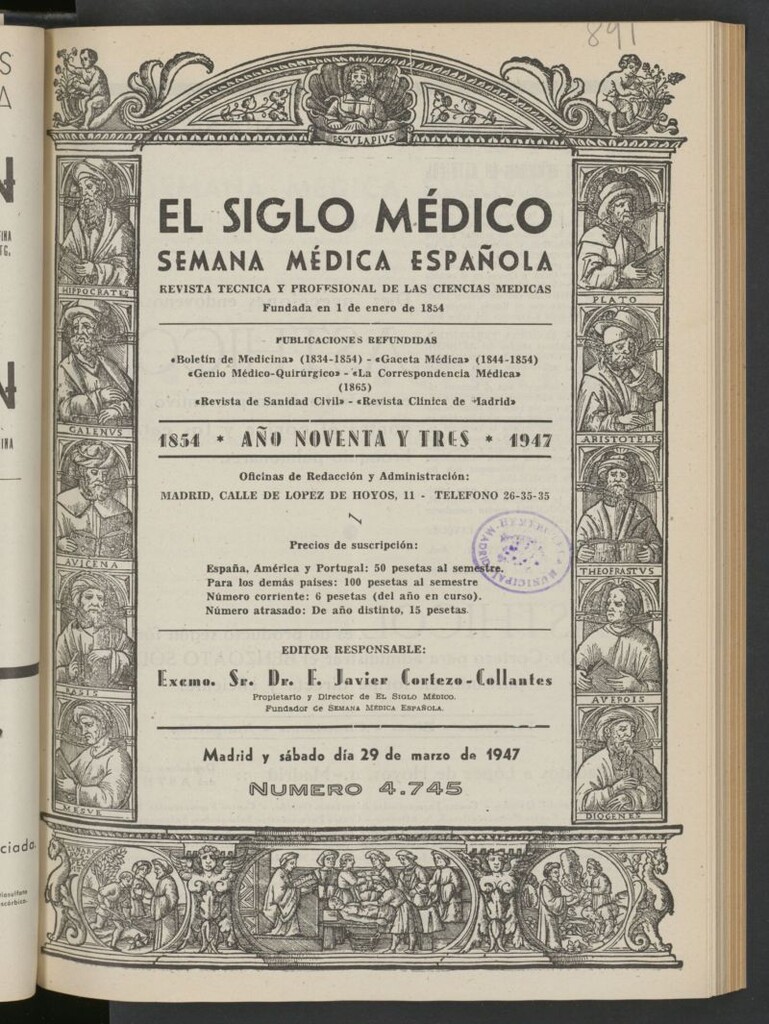 891
ESCVLAPIVS
EL SIGLO MÉDICO
SEMANA MÉDICA ESPAÑOLA
REVISTA TECNICA Y PROFESIONAL DE LAS CIENCIAS MEDICAS
Fundada en 1 de enero de 1854
PUBLICACIONES REFUNDIDAS
«Boletín de Medicina» (1834-1854) - «Gaceta Médica» (1844-1854)
«Genio Médico-Quirúrgico» - «La Correspondencia Médica»
(1865)
«Revista de Sanidad Civil» - «Revista Clínica de Madrid»
1854 * AÑO NOVENTA Y TRES * 1947
Oficinas de Redacción y Administración:
MADRID, CALLE DE LOPEZ DE HOYOS, 11 - TELEFONO 26-35-35
Precios de suscripción:
España, América y Portugal: 50 pesetas al semestre.
Para los demás países: 100 pesetas al semestre
Número corriente: 6 pesetas (del año en curso).
Número atrasado: De año distinto, 15 pesetas
EDITOR RESPONSABLE:
Excmo. Sr. Dr. F. Javier Cortezo-Collantes
Propietario y Director de EL SIGLO MÉDICO.
Fundador de SEMANA MÉDICA ESPAÑOLA.
Madrid y sábado día 29 de marzo de 1947
NUMERO 4.745
HIPPOCRATES
GALENVS
AVICENA
RASIS
MESVE
PLATO
ARISTOTELES
THEOFRASTVS
AVEROIS
DIOGENES
MUNICIPAL
MADRID
ciada